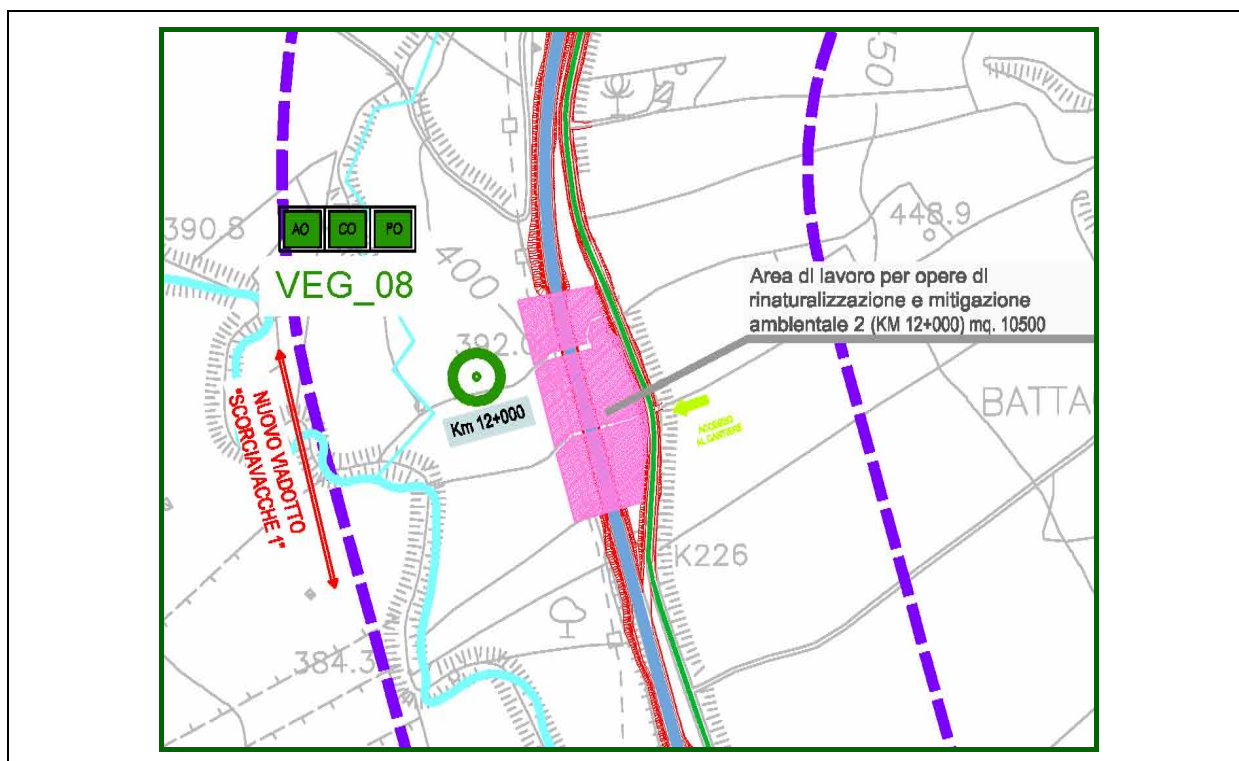 450
390.8
AO CO PO
VEG_08
400
448.9
Area di lavoro per opere di
rinaturalizzazione e mitigazione
ambientale 2 (KM 12+000) mq. 10500
392.0
Km 12+000
NUOVO VIADOTTO
"SCORCIAVACCHE 1"
ACCESSO
AL CANTIERE
BATTA
K226
384.3